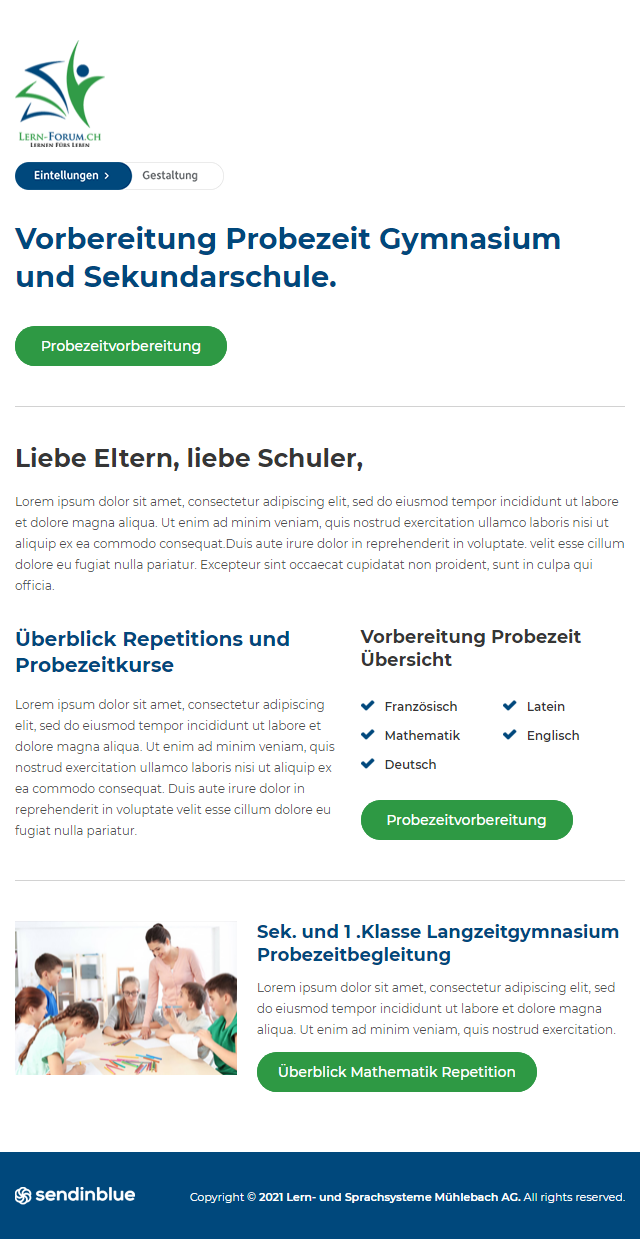 LERN-FORUM.CH
LERNEN FÜRS LEBEN
Eintellungen >
Gestaltung
Vorbereitung Probezeit Gymnasium
und Sekundarschule.
Probezeitvorbereitung
Liebe Eltern, liebe Schuler,
Lorem ipsum dolor sit amet, consectetur adipiscing elit, sed do eiusmod tempor incididunt ut labore
et dolore magna aliqua. Ut enim ad minim veniam, quis nostrud exercitation ullamco laboris nisi ut
aliquip ex ea commodo consequat.Duis aute irure dolor in reprehenderit in voluptate. velit esse cillum
dolore eu fugiat nulla pariatur. Excepteur sint occaecat cupidatat non proident, sunt in culpa qui
officia.
Überblick Repetitions und
Probezeitkurse
Lorem ipsum dolor sit amet, consectetur adipiscing
elit, sed do eiusmod tempor incididunt ut labore et
dolore magna aliqua. Ut enim ad minim veniam, quis
nostrud exercitation ullamco laboris nisi ut aliquip ex
ea commodo consequat. Duis aute irure dolor in
reprehenderit in voluptate velit esse cillum dolore eu
fugiat nulla pariatur.
Vorbereitung Probezeit
Übersicht
Französisch
Latein
Mathematik
Englisch
Deutsch
Probezeitvorbereitung
Sek. und 1 .Klasse Langzeitgymnasium
Probezeitbegleitung
Lorem ipsum dolor sit amet, consectetur adipiscing elit, sed
do eiusmod tempor incididunt ut labore et dolore magna
aliqua. Ut enim ad minim veniam, quis nostrud exercitation.
Überblick Mathematik Repetition
sendinblue
Copyright © 2021 Lern- und Sprachsysteme Mühlebach AG. All rights reserved.